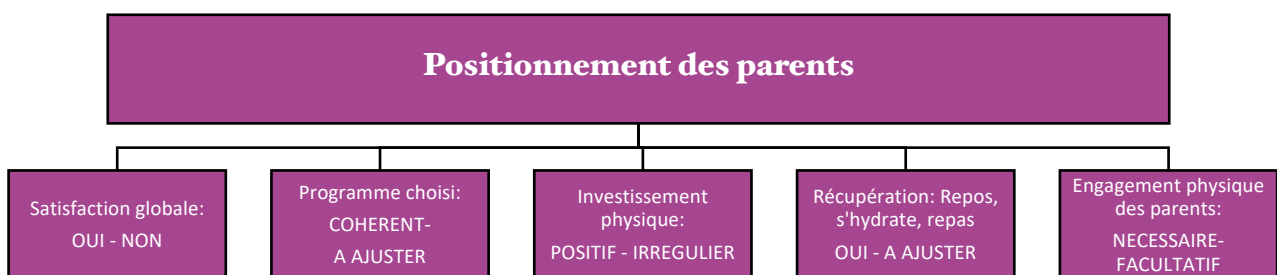 Positionnement des parents
Satisfaction globale:
OUI - NON
Programme choisi:
COHERENT-
A AJUSTER
Investissement
physique:
POSITIF - IRREGULIER
Récupération: Repos,
s'hydrate, repas
OUI - A AJUSTER
Engagement physique
des parents:
NECESSAIRE-
FACULTATIF